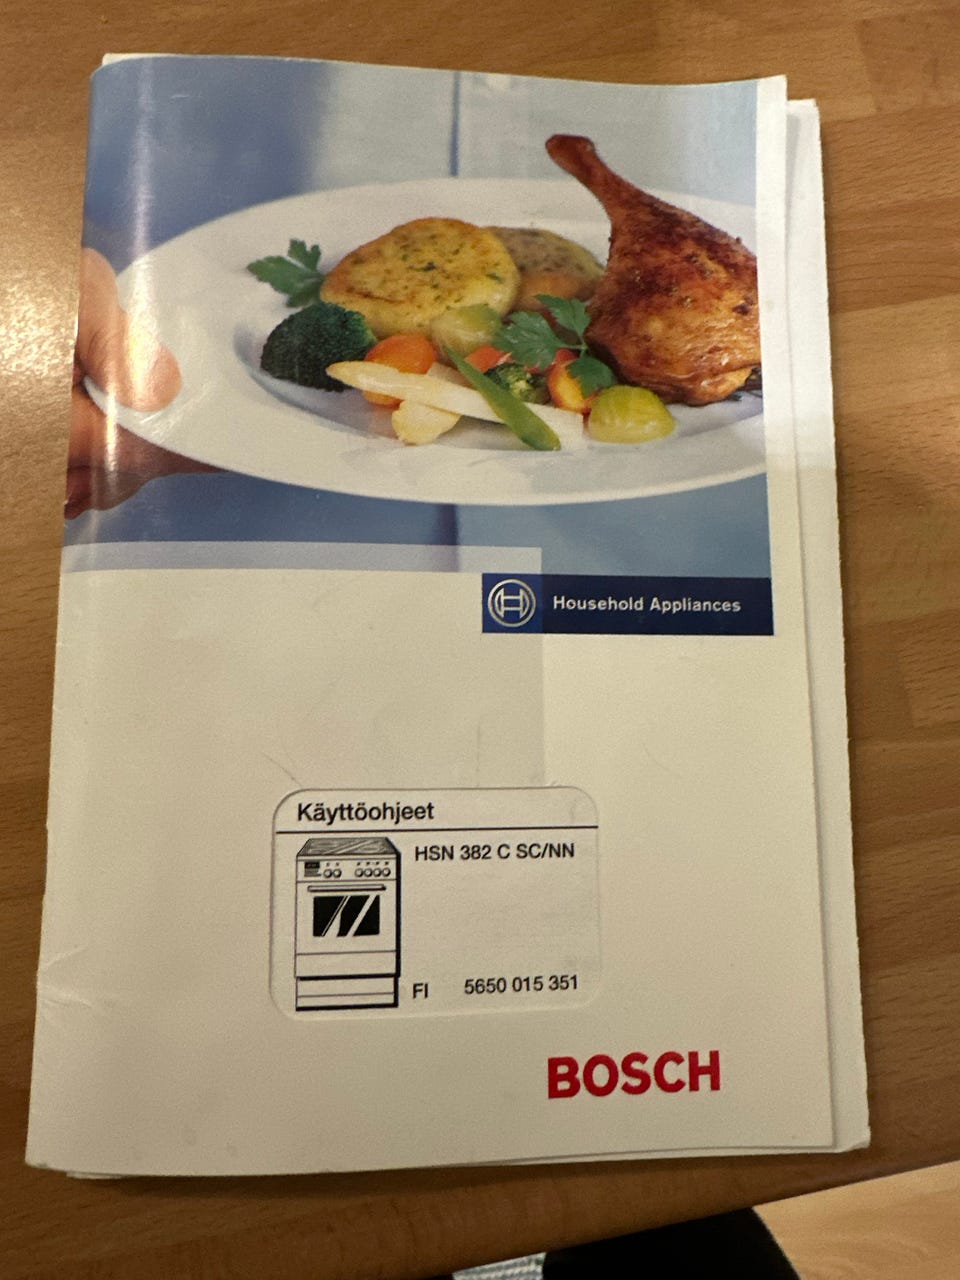 Household Appliances
Käyttöohjeet
HSN 382 C SC/NN
FI 5650 015 351
BOSCH